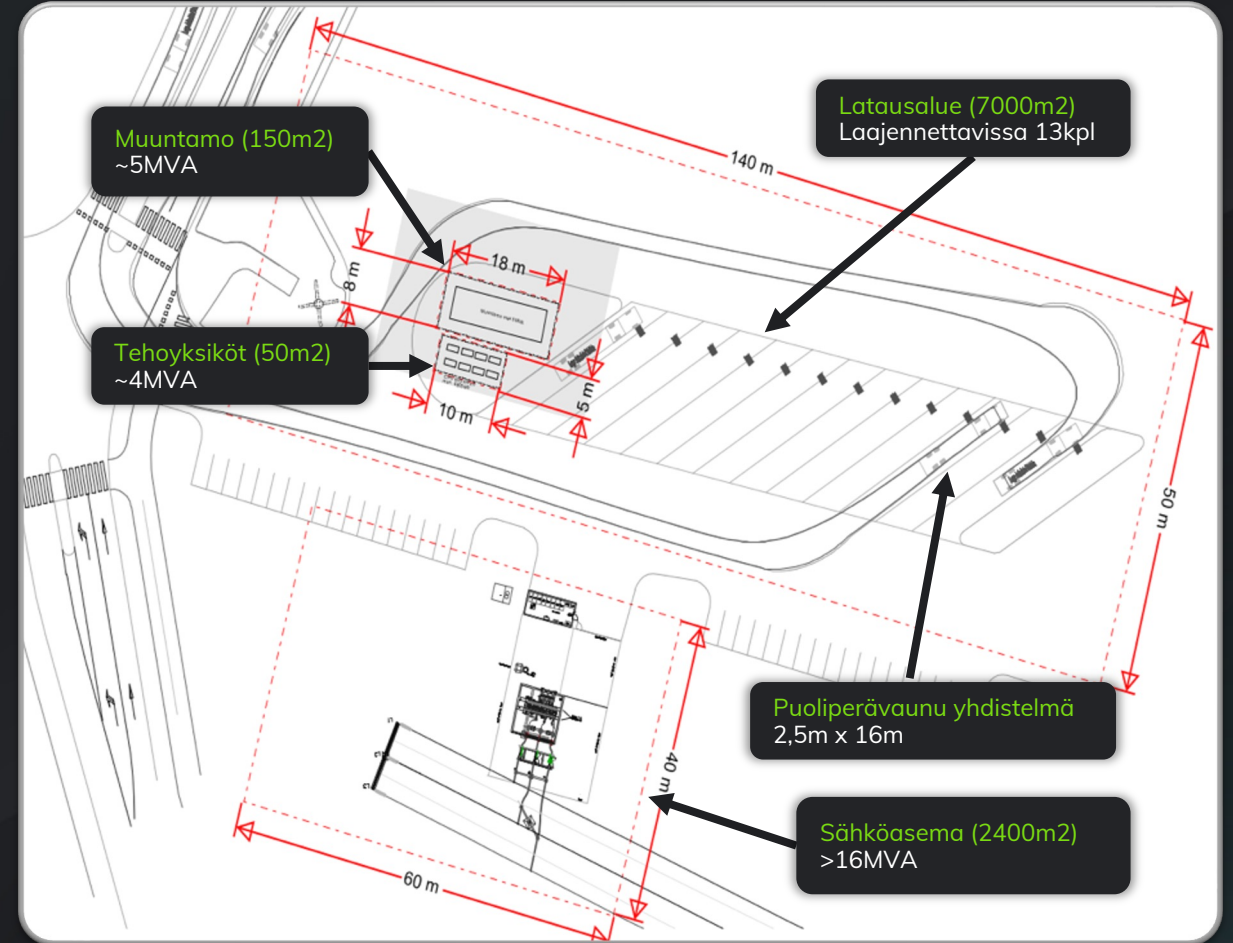 Muuntamo (150m2)
~5MVA
Latausalue (7000m2)
Laajennettavissa 13kpl
140 m
18 m
8 m
Tehoyksiköt (50m2)
~4MVA
5 m
10 m
50 m
Puoliperävaunu yhdistelmä
2,5m x 16m
40 m
Sähköasema (2400m2)
>16MVA
60 m